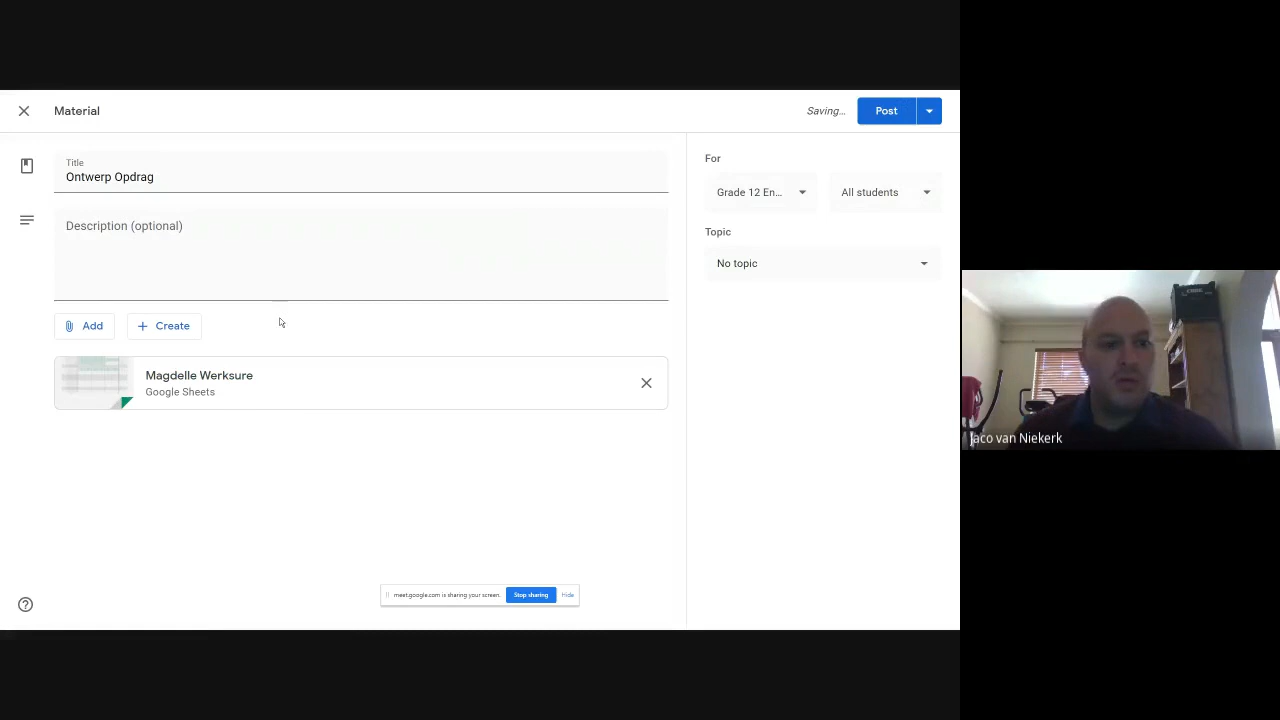 Material
Saving...
Post
Title
Ontwerp Opdrag
Description (optional)
Add
Create
Magdelle Werksure
Google Sheets
For
Grade 12 En...
All students
Topic
No topic
meet.google.com is sharing your screen.
Stop sharing
Hide
Jaco van Niekerk